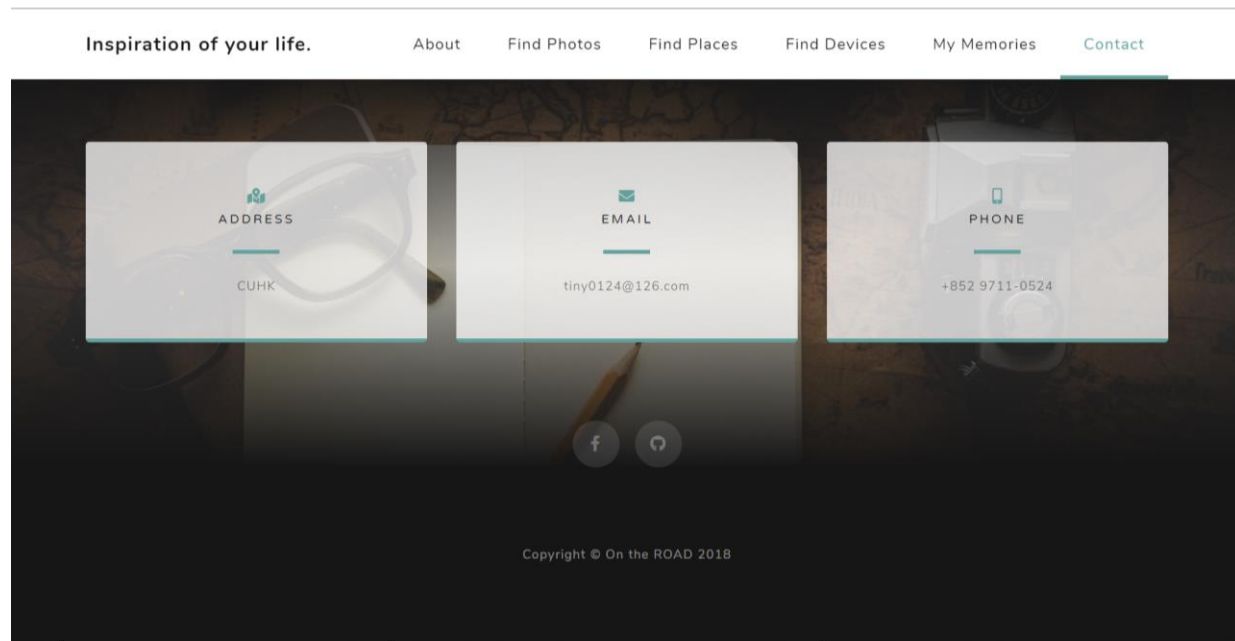 Inspiration of your life. About Find Photos Find Places Find Devices My Memories Contact
ADDRESS
CUHK
EMAIL
tiny0124@126.com
PHONE
+852 9711-0524
Copyright © On the ROAD 2018